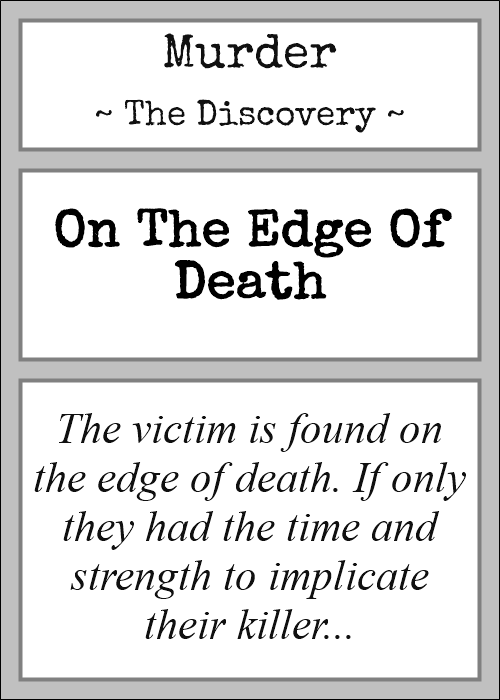 Murder
~ The Discovery ~
On The Edge Of
Death
The victim is found on
the edge of death. If only
they had the time and
strength to implicate
their killer...